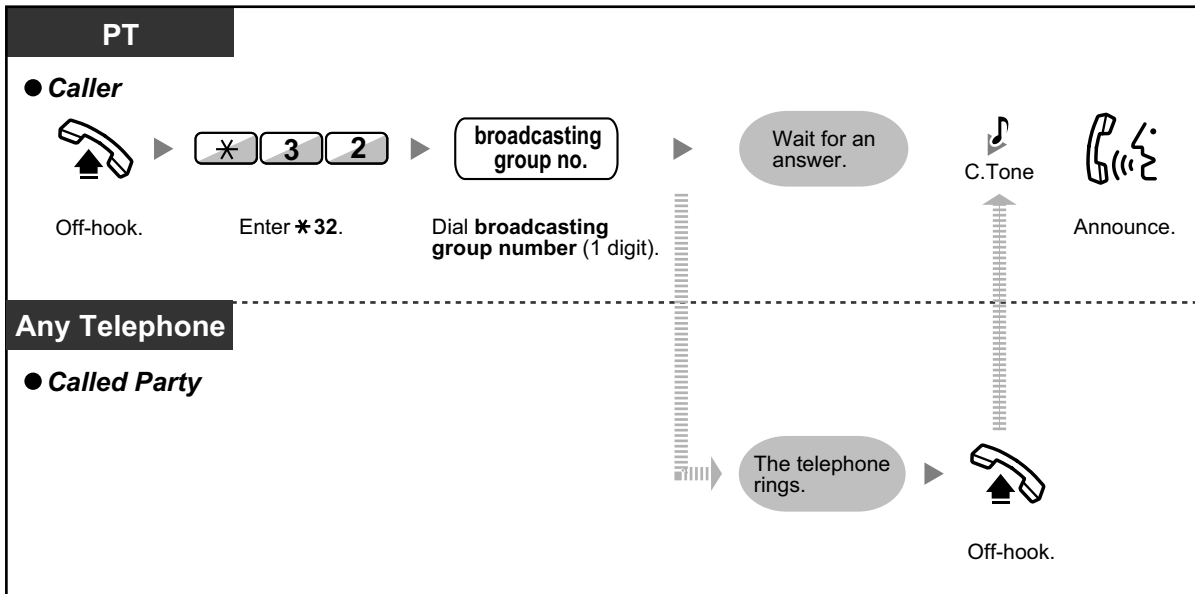 PT
● Caller
✳ 3 2
broadcasting
group no.
Wait for an
answer.
C.Tone
Off-hook.
Enter ✳32.
Dial broadcasting
group number (1 digit).
Announce.
Any Telephone
● Called Party
The telephone
rings.
Off-hook.